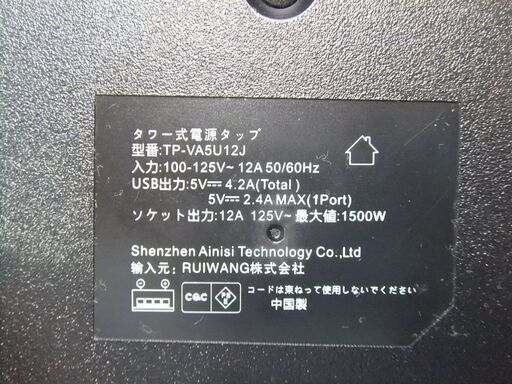 タワー式電源タップ
型番:TP-VA5U12J
入力:100-125V~ 12A 50/60Hz
USB出力:5V⎓4.2A(Total)
5V⎓2.4A MAX(1Port)
ソケット出力:12A 125V~ 最大値:1500W
Shenzhen Ainisi Technology Co.,Ltd
輸入元: RUIWANG株式会社
CQC PSE コードは束ねって使用しないでください
中国製